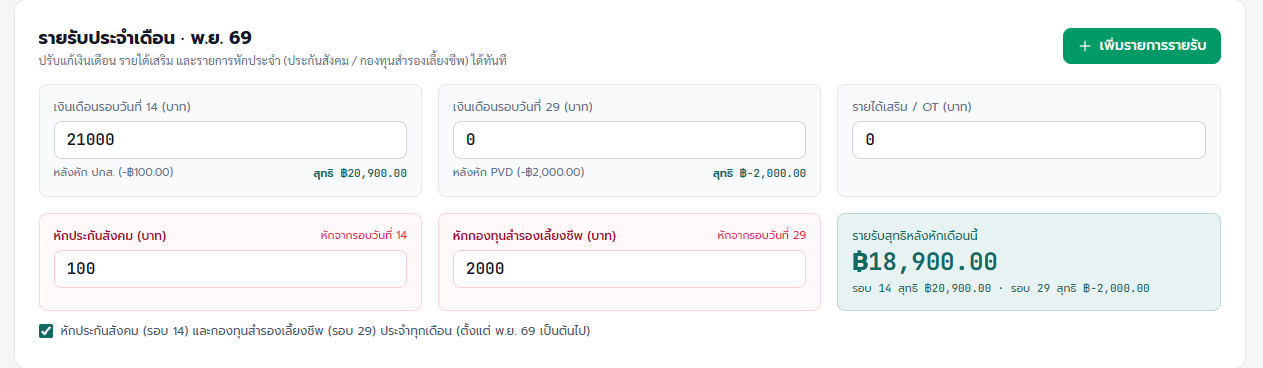 รายรับประจำเดือน · พ.ย. 69
ปรับแก้เงินเดือน รายได้เสริม และรายการหักประจำ (ประกันสังคม / กองทุนสำรองเลี้ยงชีพ) ได้ทันที
+ เพิ่มรายการรายรับ
เงินเดือนรอบวันที่ 14 (บาท)
21000
หลังหัก ปกส. (-฿100.00) สุทธิ ฿20,900.00
เงินเดือนรอบวันที่ 29 (บาท)
0
หลังหัก PVD (-฿2,000.00) สุทธิ ฿-2,000.00
รายได้เสริม / OT (บาท)
0
หักประกันสังคม (บาท) หักจากรอบวันที่ 14
100
หักกองทุนสำรองเลี้ยงชีพ (บาท) หักจากรอบวันที่ 29
2000
รายรับสุทธิหลังหักเดือนนี้
฿18,900.00
รอบ 14 สุทธิ ฿20,900.00 · รอบ 29 สุทธิ ฿-2,000.00
หักประกันสังคม (รอบ 14) และกองทุนสำรองเลี้ยงชีพ (รอบ 29) ประจำทุกเดือน (ตั้งแต่ พ.ย. 69 เป็นต้นไป)